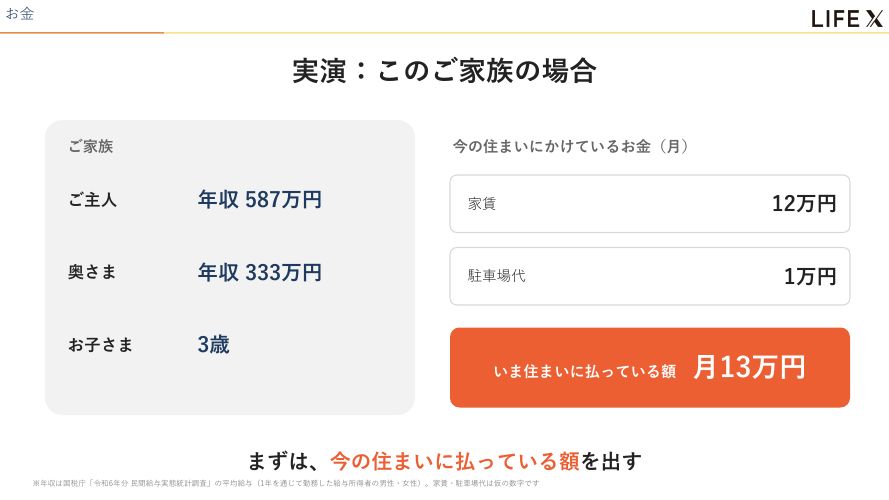 お金
LIFE X
実演：このご家族の場合
ご家族
ご主人 年収 587万円
奥さま 年収 333万円
お子さま 3歳
今の住まいにかけているお金（月）
家賃 12万円
駐車場代 1万円
いま住まいに払っている額 月13万円
まずは、今の住まいに払っている額を出す
※年収は国税庁「令和6年分 民間給与実態統計調査」の平均給与（1年を通じて勤務した給与所得者の男性・女性）。家賃・駐車場代は仮の数字です